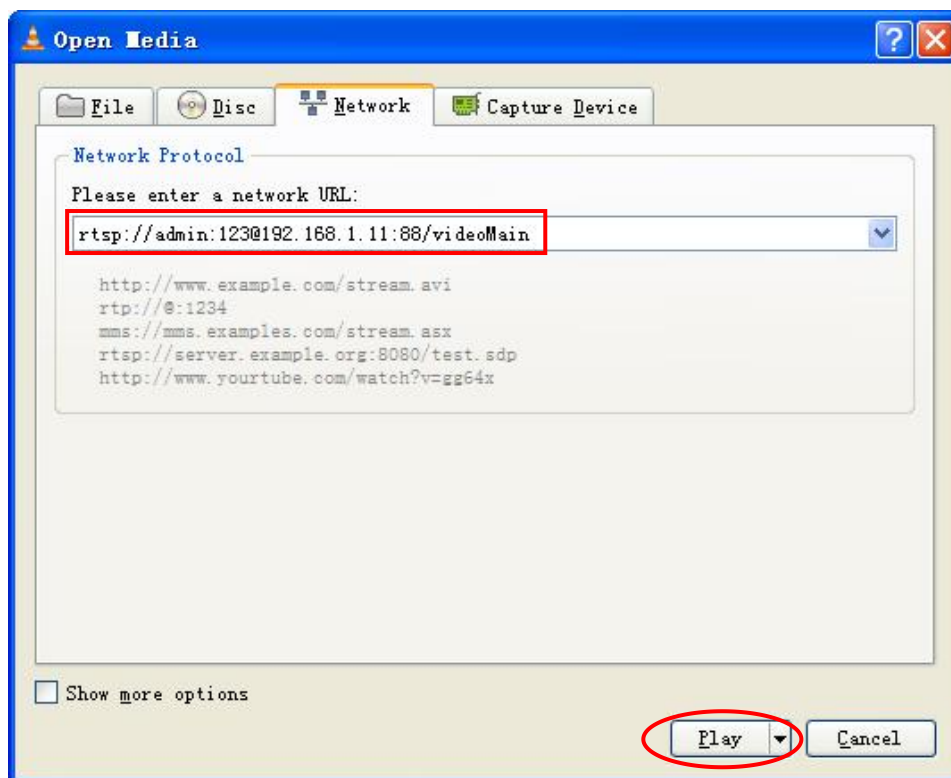 Open Media
File Disc Network Capture Device
Network Protocol
Please enter a network URL:
rtsp://admin:123@192.168.1.11:88/videoMain
http://www.example.com/stream.avi
rtp://@:1234
mms://mms.examples.com/stream.asx
rtsp://server.example.org:8080/test.sdp
http://www.yourtube.com/watch?v=gg64x
Show more options
Play Cancel